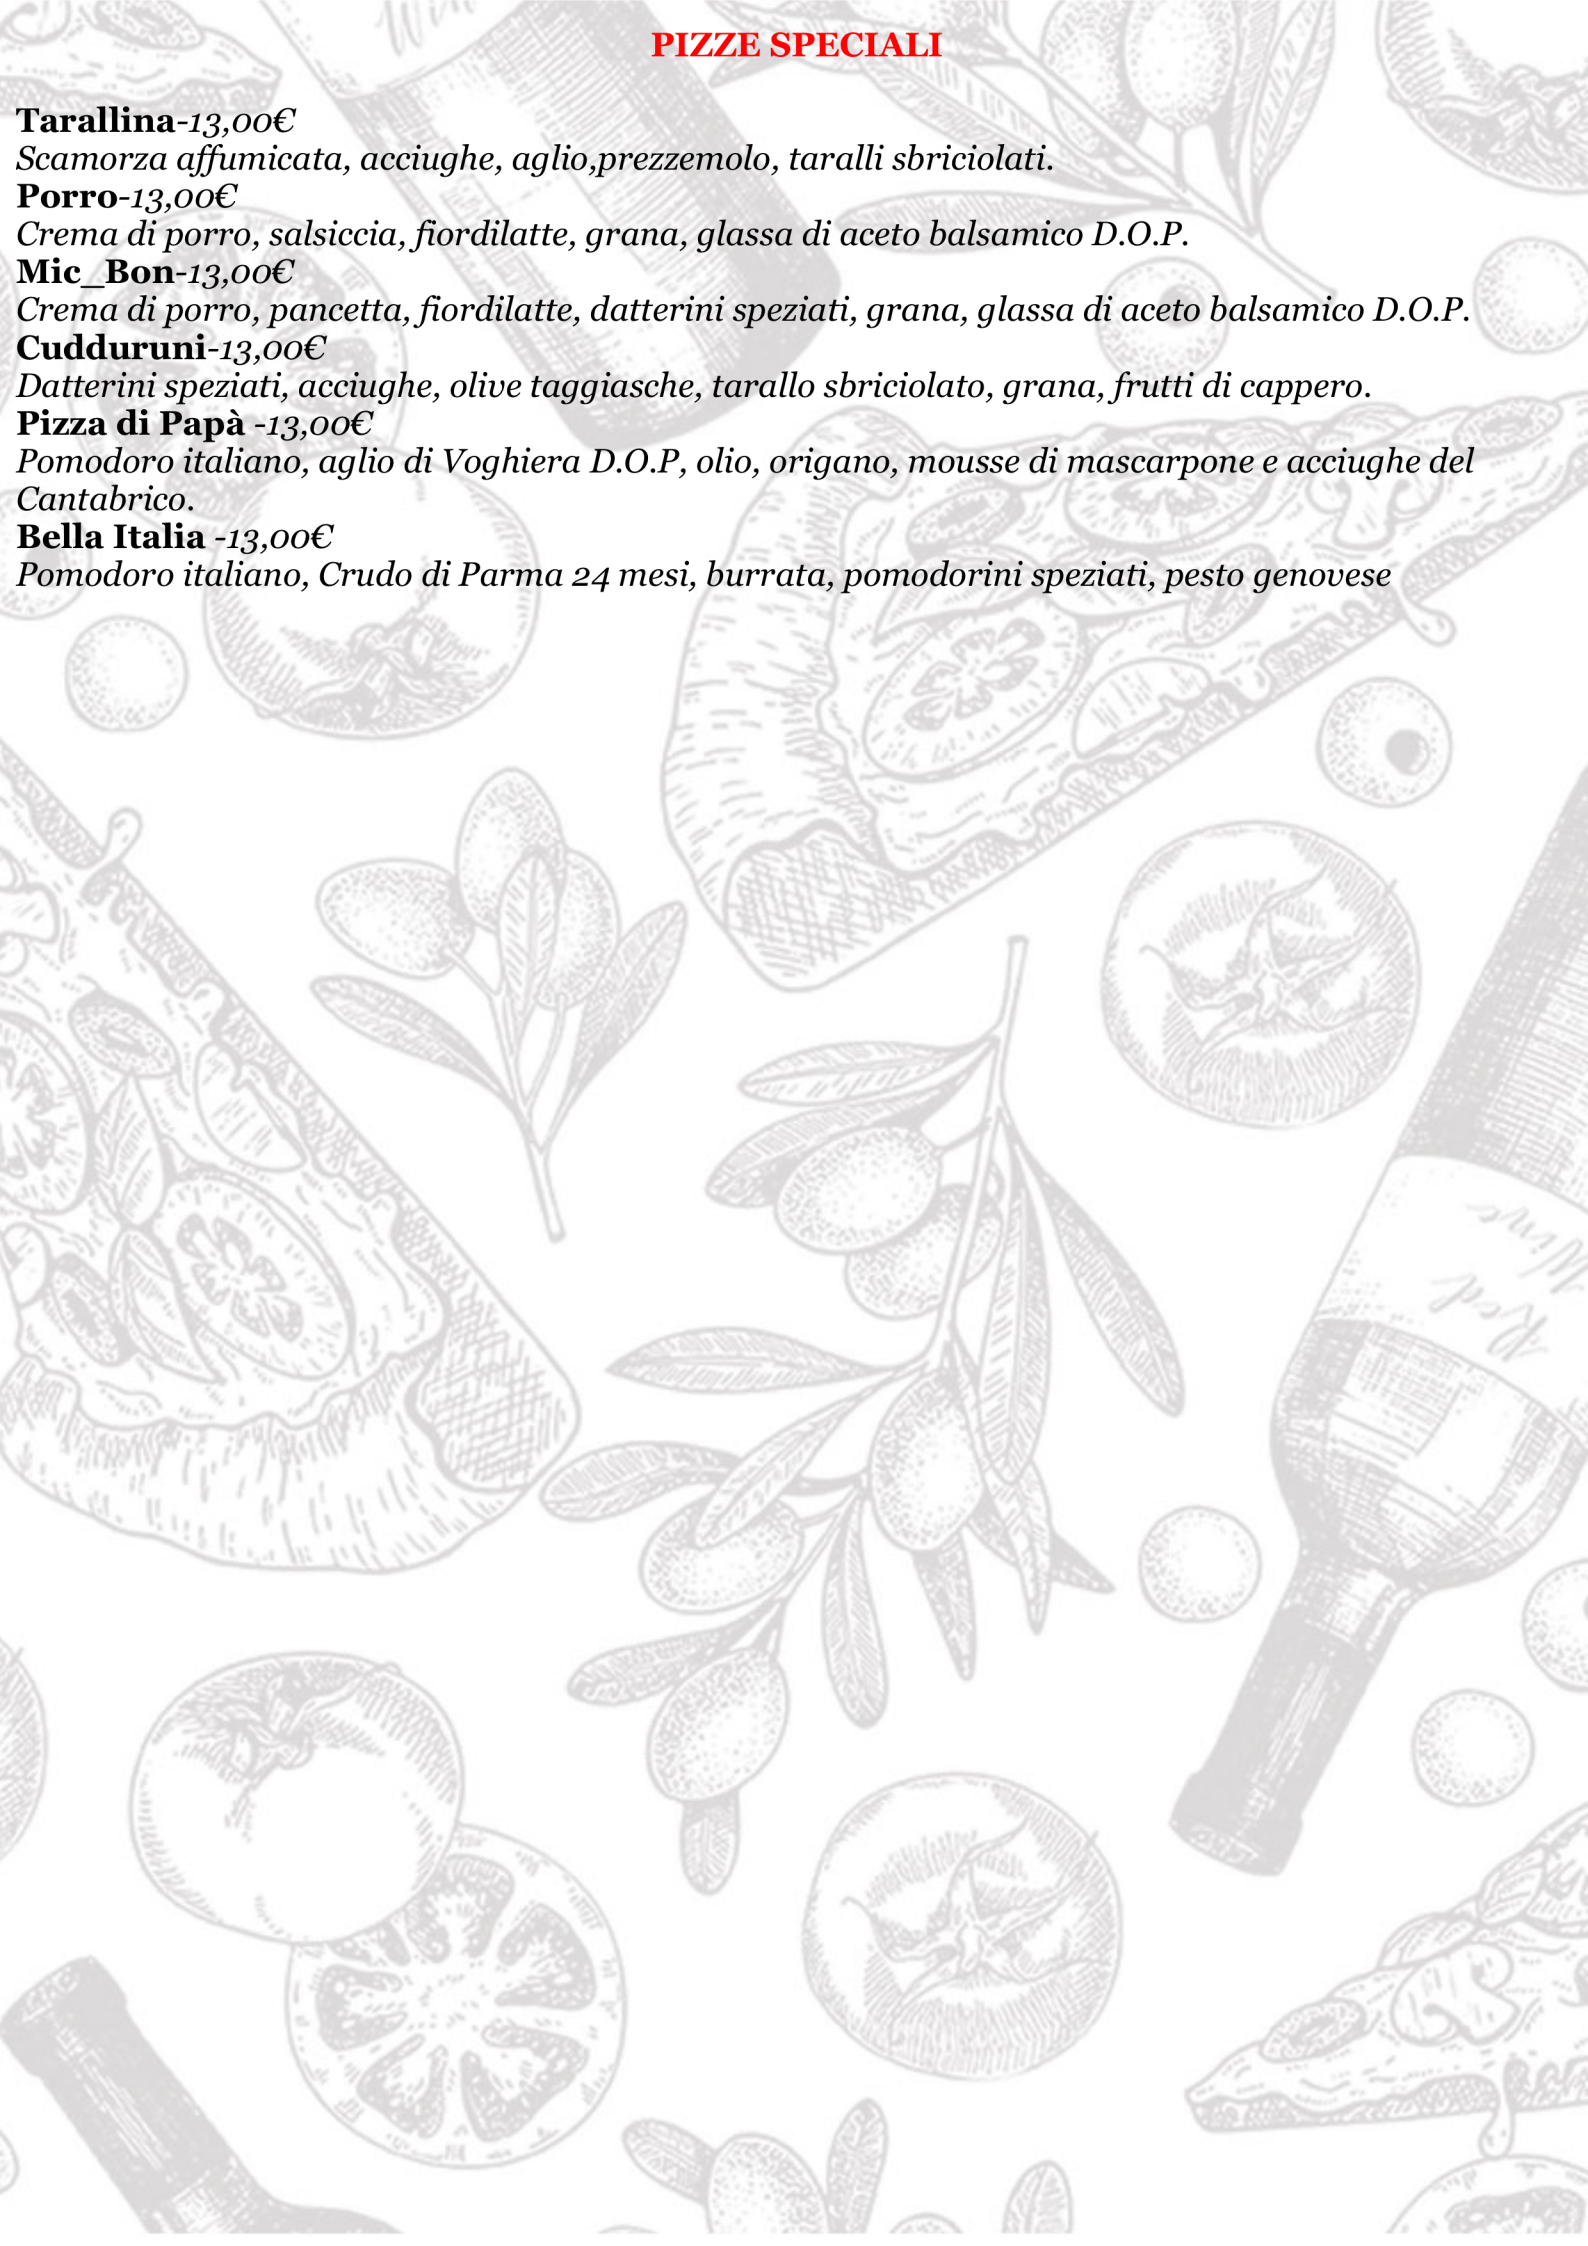 PIZZE SPECIALI
Tarallina-13,00€
Scamorza affumicata, acciughe, aglio,prezzemolo, taralli sbriciolati.
Porro-13,00€
Crema di porro, salsiccia, fiordilatte, grana, glassa di aceto balsamico D.O.P.
Mic_Bon-13,00€
Crema di porro, pancetta, fiordilatte, datterini speziati, grana, glassa di aceto balsamico D.O.P.
Cudduruni-13,00€
Datterini speziati, acciughe, olive taggiasche, tarallo sbriciolato, grana, frutti di cappero.
Pizza di Papà -13,00€
Pomodoro italiano, aglio di Voghiera D.O.P, olio, origano, mousse di mascarpone e acciughe del
Cantabrico.
Bella Italia -13,00€
Pomodoro italiano, Crudo di Parma 24 mesi, burrata, pomodorini speziati, pesto genovese
Red
Wine